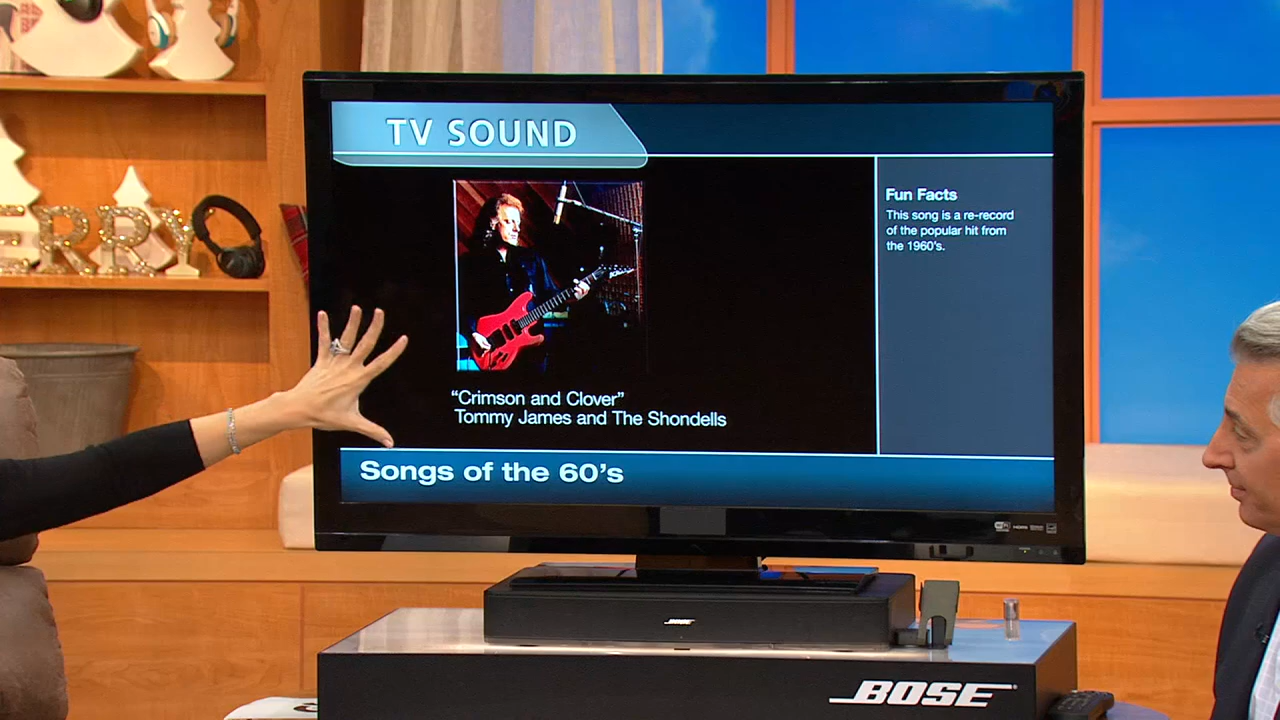 TV SOUND
Fun Facts
This song is a re-record
of the popular hit from
the 1960's.
ERRY
“Crimson and Clover”
Tommy James and The Shondells
Songs of the 60's
BOSE
BOSE